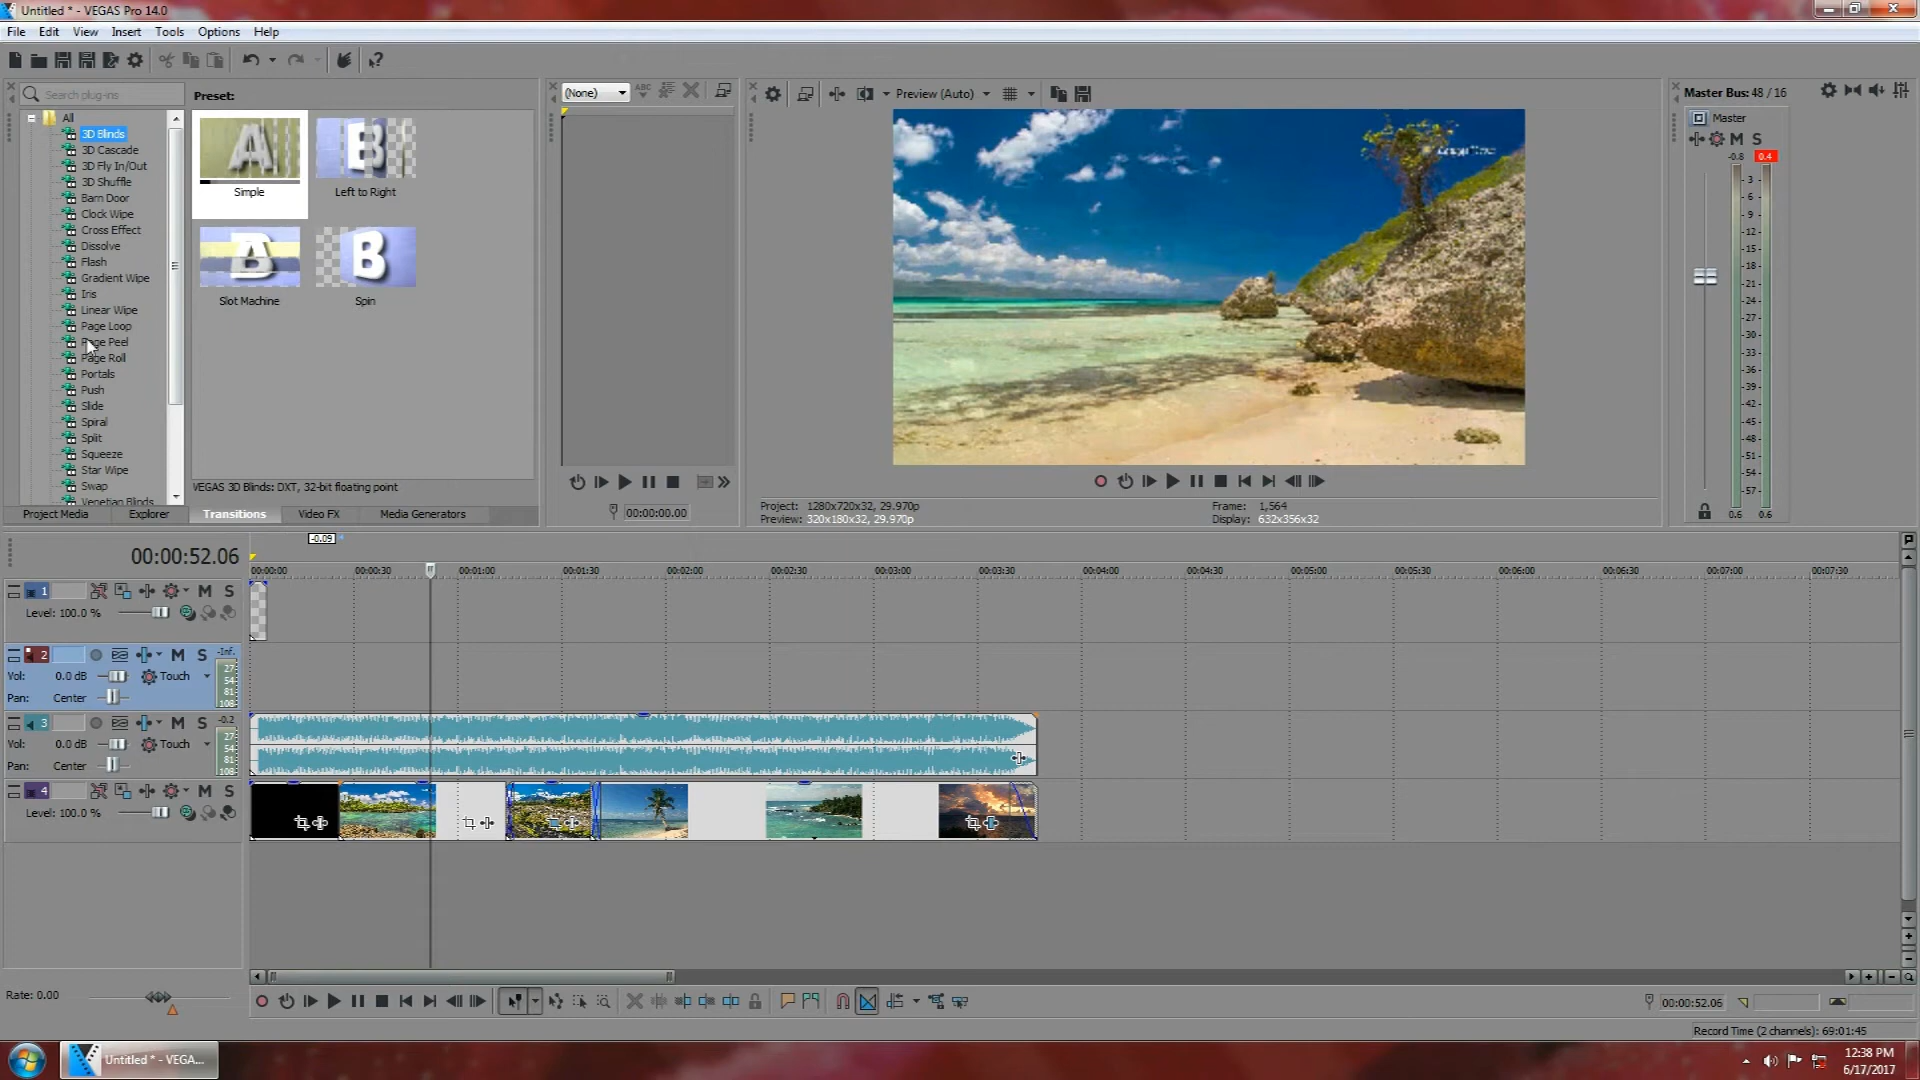 Untitled * - VEGAS Pro 14.0
File Edit View Insert Tools Options Help
Search plug-ins
Preset:
(None)
Preview (Auto)
Master Bus: 48 / 16
All
3D Blinds
3D Cascade
3D Fly In/Out
3D Shuffle
Barn Door
Clock Wipe
Cross Effect
Dissolve
Flash
Gradient Wipe
Iris
Linear Wipe
Page Loop
Page Peel
Page Roll
Portals
Push
Slide
Spiral
Split
Squeeze
Star Wipe
Swap
Venetian Blinds
Simple
Left to Right
Slot Machine
Spin
VEGAS 3D Blinds: DXT, 32-bit floating point
Project Media Explorer Transitions Video FX Media Generators
00:00:00.00
Project: 1280x720x32, 29.970p
Preview: 320x180x32, 29.970p
Frame: 1,564
Display: 632x356x32
Master
M S
-0.8 0.4
3
6
9
-12
-15
-18
-21
-24
-27
-30
-33
-36
-39
-42
-45
-48
-51
-54
-57
0.6 0.6
00:00:52.06
-0.09
00:00:00 00:00:30 00:01:00 00:01:30 00:02:00 00:02:30 00:03:00 00:03:30 00:04:00 00:04:30 00:05:00 00:05:30 00:06:00 00:06:30 00:07:00 00:07:30
1 M S
Level: 100.0 %
2 M S -Inf.
Vol: 0.0 dB Touch
Pan: Center
27
54
81
108
3 M S -0.2
Vol: 0.0 dB Touch
Pan: Center
27
54
81
108
4 M S
Level: 100.0 %
Rate: 0.00
00:00:52.06
Record Time (2 channels): 69:01:45
Untitled * - VEGA...
12:38 PM
6/17/2017